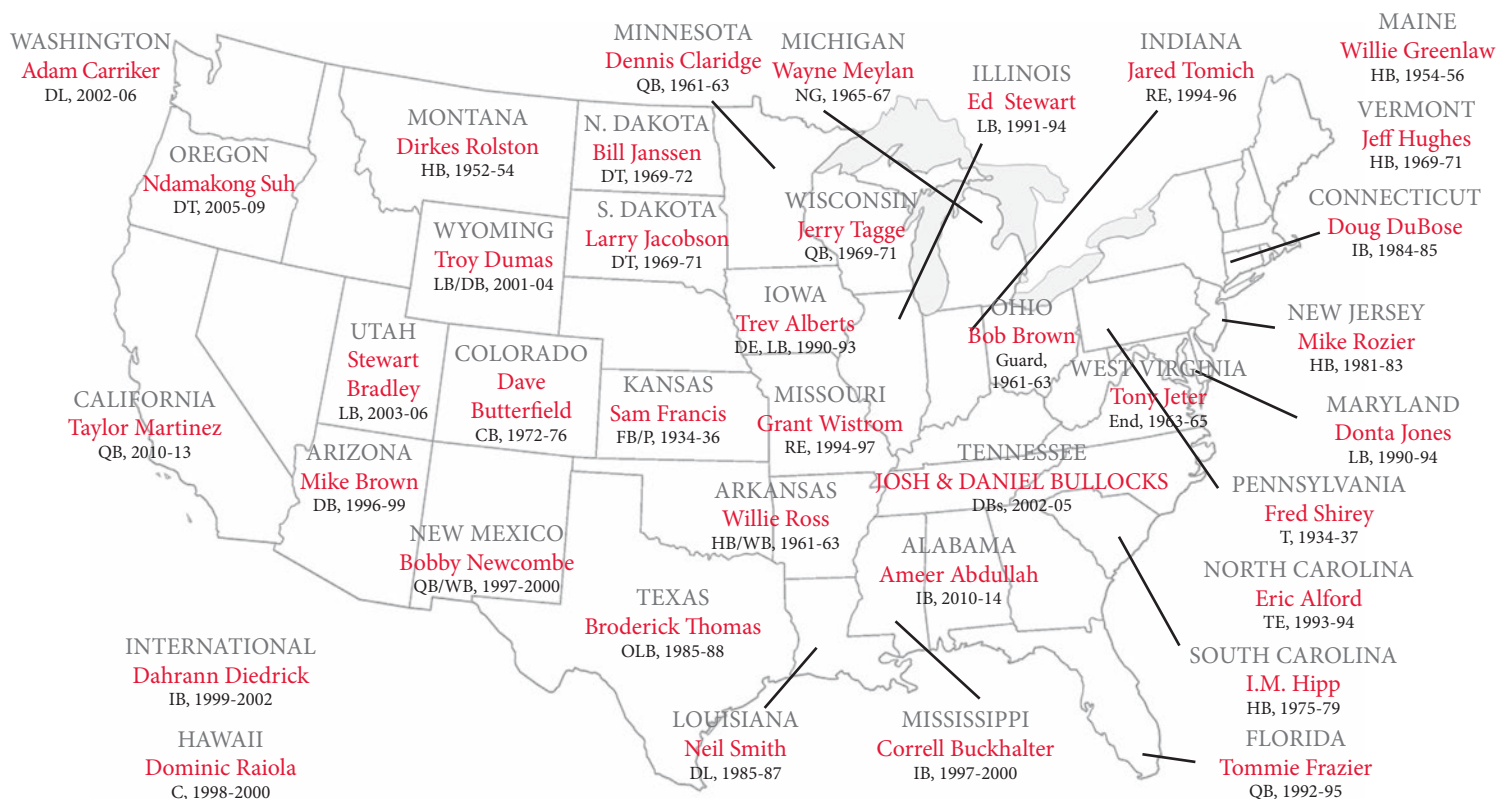 WASHINGTON
Adam Carriker
DL, 2002-06
MINNESOTA
Dennis Claridge
QB, 1961-63
MICHIGAN
Wayne Meylan
NG, 1965-67
ILLINOIS
Ed Stewart
LB, 1991-94
INDIANA
Jared Tomich
RE, 1994-96
MAINE
Willie Greenlaw
HB, 1954-56
VERMONT
Jeff Hughes
HB, 1969-71
MONTANA
Dirkes Rolston
HB, 1952-54
N. DAKOTA
Bill Janssen
DT, 1969-72
OREGON
Ndamakong Suh
DT, 2005-09
WYOMING
Troy Dumas
LB/DB, 2001-04
S. DAKOTA
Larry Jacobson
DT, 1969-71
WISCONSIN
Jerry Tagge
QB, 1969-71
CONNECTICUT
Doug DuBose
IB, 1984-85
IOWA
Trev Alberts
DE, LB, 1990-93
OHIO
Bob Brown
Guard,
1961-63
NEW JERSEY
Mike Rozier
HB, 1981-83
UTAH
Stewart
Bradley
LB, 2003-06
COLORADO
Dave
Butterfield
CB, 1972-76
KANSAS
Sam Francis
FB/P, 1934-36
MISSOURI
Grant Wistrom
RE, 1994-97
WEST VIRGINIA
Tony Jeter
End, 1963-65
CALIFORNIA
Taylor Martinez
QB, 2010-13
MARYLAND
Donta Jones
LB, 1990-94
ARIZONA
Mike Brown
DB, 1996-99
TENNESSEE
JOSH & DANIEL BULLOCKS
DBs, 2002-05
PENNSYLVANIA
Fred Shirey
T, 1934-37
ARKANSAS
Willie Ross
HB/WB, 1961-63
NEW MEXICO
Bobby Newcombe
QB/WB, 1997-2000
ALABAMA
Ameer Abdullah
IB, 2010-14
NORTH CAROLINA
Eric Alford
TE, 1993-94
TEXAS
Broderick Thomas
OLB, 1985-88
INTERNATIONAL
Dahrann Diedrick
IB, 1999-2002
SOUTH CAROLINA
I.M. Hipp
HB, 1975-79
LOUISIANA
Neil Smith
DL, 1985-87
MISSISSIPPI
Correll Buckhalter
IB, 1997-2000
HAWAII
Dominic Raiola
C, 1998-2000
FLORIDA
Tommie Frazier
QB, 1992-95